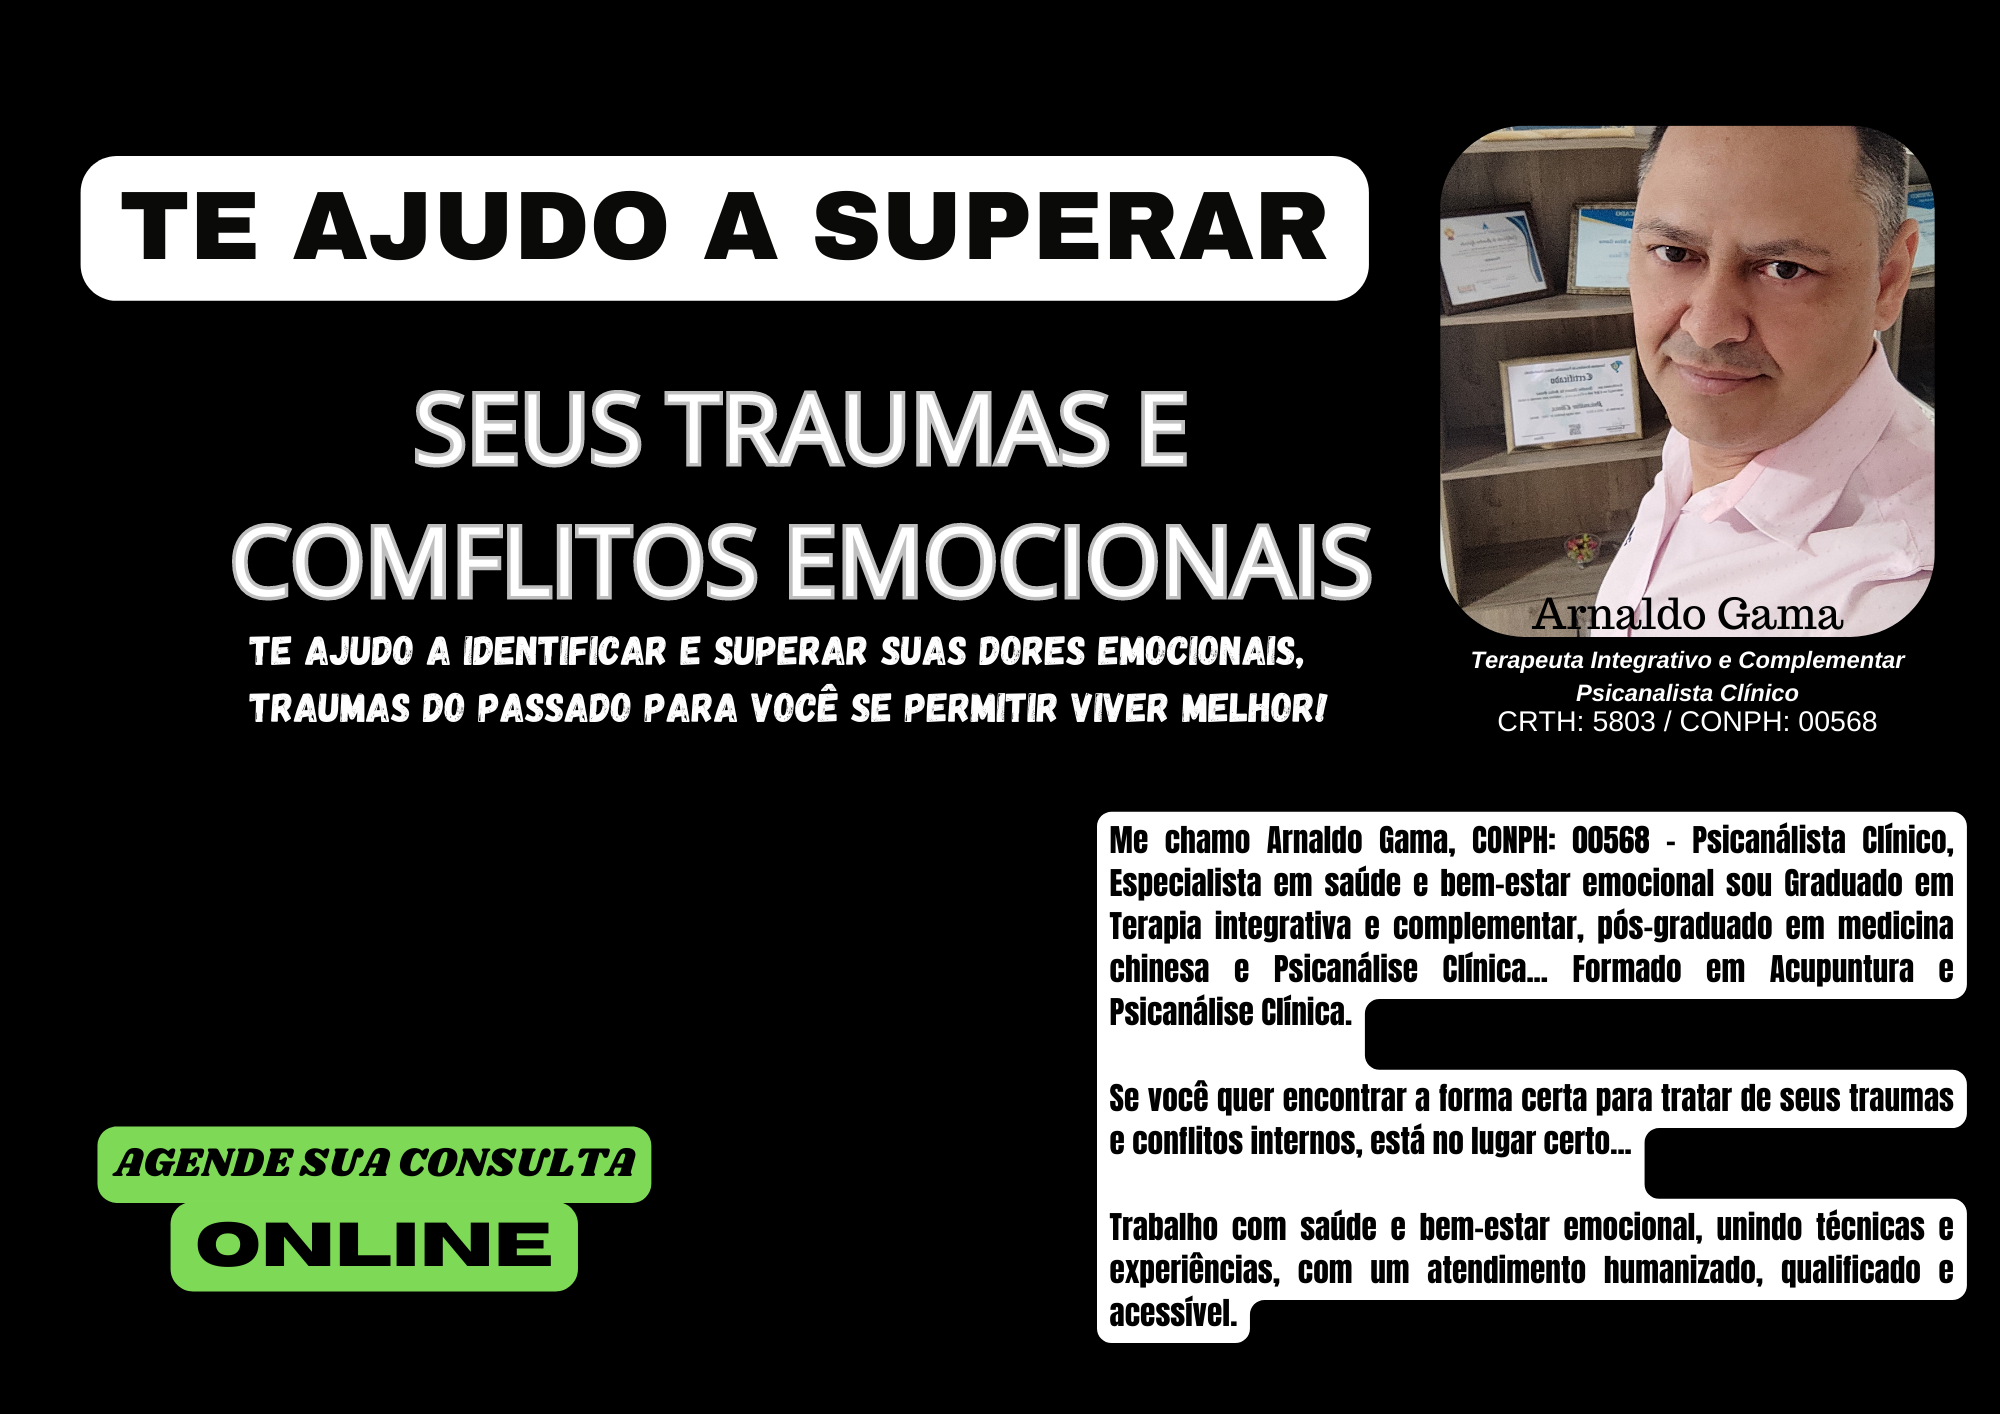 TE AJUDO A SUPERAR
SEUS TRAUMAS E
COMFLITOS EMOCIONAIS
TE AJUDO A IDENTIFICAR E SUPERAR SUAS DORES EMOCIONAIS,
TRAUMAS DO PASSADO PARA VOCÊ SE PERMITIR VIVER MELHOR!
Arnaldo Gama
Terapeuta Integrativo e Complementar
Psicanalista Clínico
CRTH: 5803 / CONPH: 00568
Me chamo Arnaldo Gama, CONPH: 00568 - Psicanálista Clínico,
Especialista em saúde e bem-estar emocional sou Graduado em
Terapia integrativa e complementar, pós-graduado em medicina
chinesa e Psicanálise Clínica... Formado em Acupuntura e
Psicanálise Clínica.
Se você quer encontrar a forma certa para tratar de seus traumas
e conflitos internos, está no lugar certo...
Trabalho com saúde e bem-estar emocional, unindo técnicas e
experiências, com um atendimento humanizado, qualificado e
acessível.
AGENDE SUA CONSULTA
ONLINE
Certificado